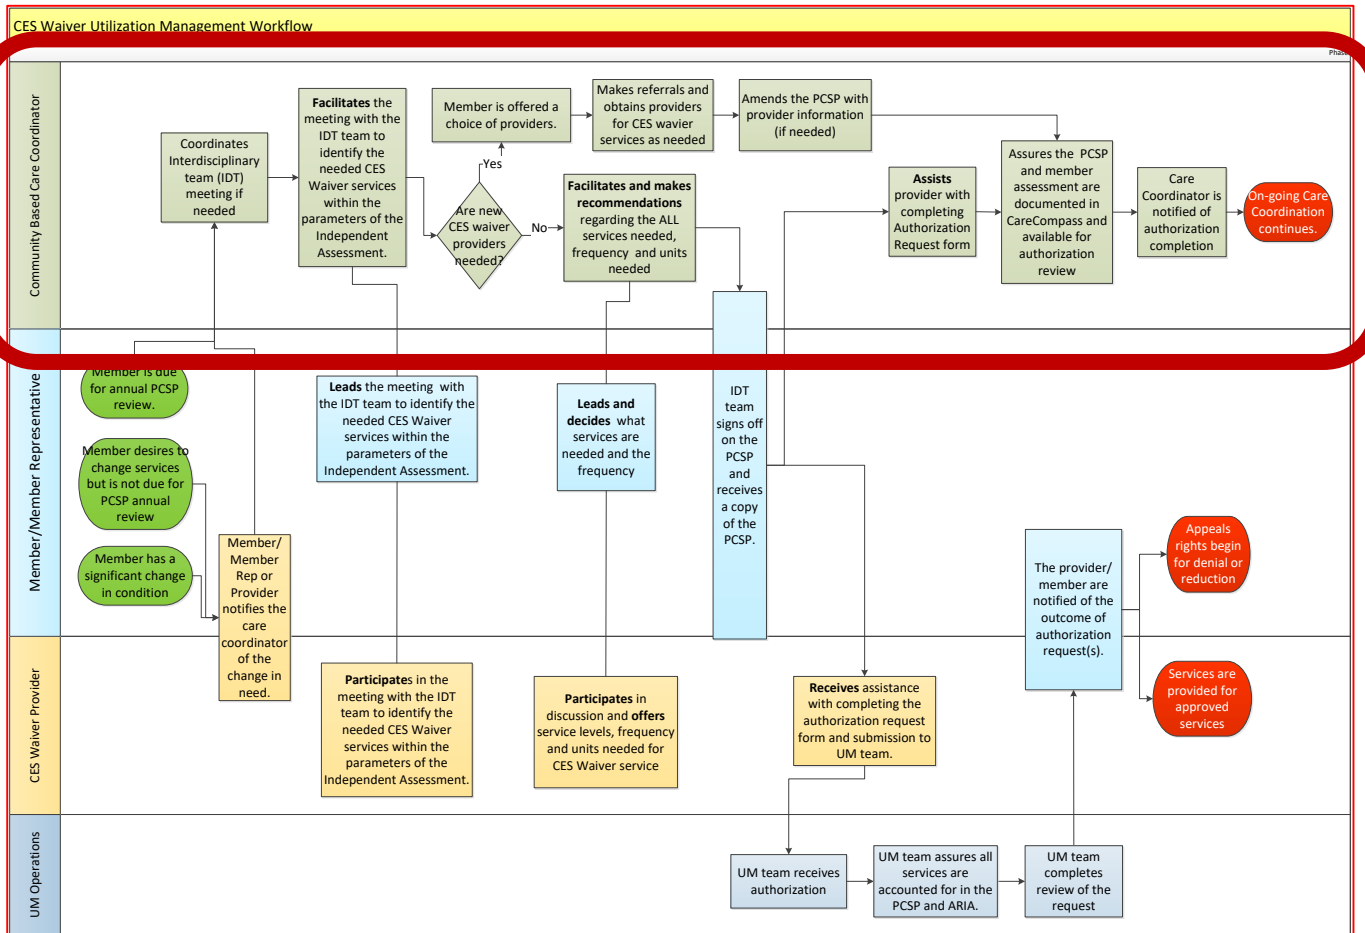 CES Waiver Utilization Management Workflow
Phase
Community Based Care Coordinator
Coordinates
Interdisciplinary
team (IDT)
meeting if
needed
Facilitates the
meeting with the
IDT team to
identify the
needed CES
Waiver services
within the
parameters of the
Independent
Assessment.
Are new
CES waiver
providers
needed?
Yes
No
Member is offered a
choice of providers.
Makes referrals and
obtains providers
for CES wavier
services as needed
Amends the PCSP with
provider information
(if needed)
Facilitates and makes
recommendations
regarding the ALL
services needed,
frequency and units
needed
Assists
provider with
completing
Authorization
Request form
Assures the PCSP
and member
assessment are
documented in
CareCompass and
available for
authorization
review
Care
Coordinator is
notified of
authorization
completion
On-going Care
Coordination
continues.
Member/Member Representative
Member is due
for annual PCSP
review.
Member desires to
change services
but is not due for
PCSP annual
review
Member has a
significant change
in condition
Member/
Member
Rep or
Provider
notifies the
care
coordinator
of the
change in
need.
Leads the meeting with
the IDT team to identify the
needed CES Waiver
services within the
parameters of the
Independent Assessment.
Leads and
decides what
services are
needed and the
frequency
IDT
team
signs off
on the
PCSP
and
receives
a copy
of the
PCSP.
The provider/
member are
notified of the
outcome of
authorization
request(s).
Appeals
rights begin
for denial or
reduction
Services are
provided for
approved
services
CES Waiver Provider
Participates in the
meeting with the IDT
team to identify the
needed CES Waiver
services within the
parameters of the
Independent Assessment.
Participates in
discussion and offers
service levels, frequency
and units needed for
CES Waiver service
Receives assistance
with completing the
authorization request
form and submission to
UM team.
UM Operations
UM team receives
authorization
UM team assures all
services are
accounted for in the
PCSP and ARIA.
UM team
completes
review of the
request